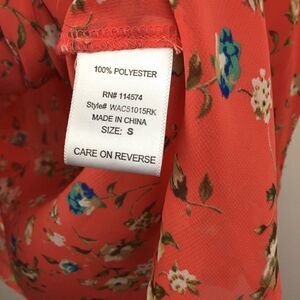 100% POLYESTER
RN# 114574
Style# WAC51015RK
MADE IN CHINA
SIZE: S
CARE ON REVERSE